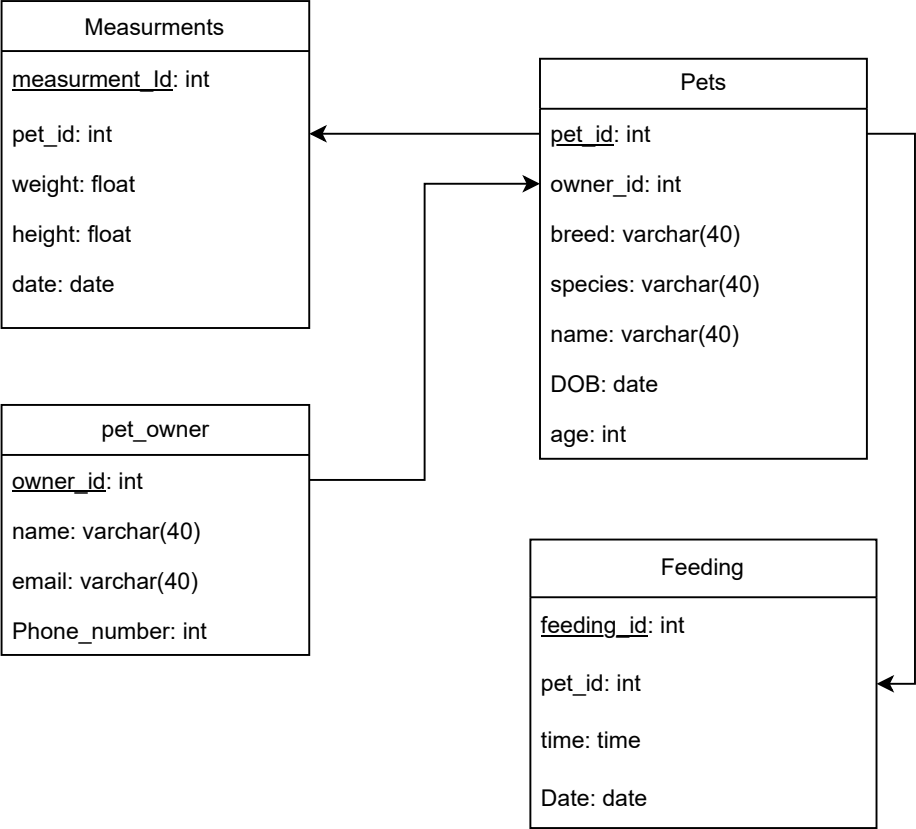 Measurments
measurment_Id: int
pet_id: int
weight: float
height: float
date: date
Pets
pet_id: int
owner_id: int
breed: varchar(40)
species: varchar(40)
name: varchar(40)
DOB: date
age: int
pet_owner
owner_id: int
name: varchar(40)
email: varchar(40)
Phone_number: int
Feeding
feeding_id: int
pet_id: int
time: time
Date: date